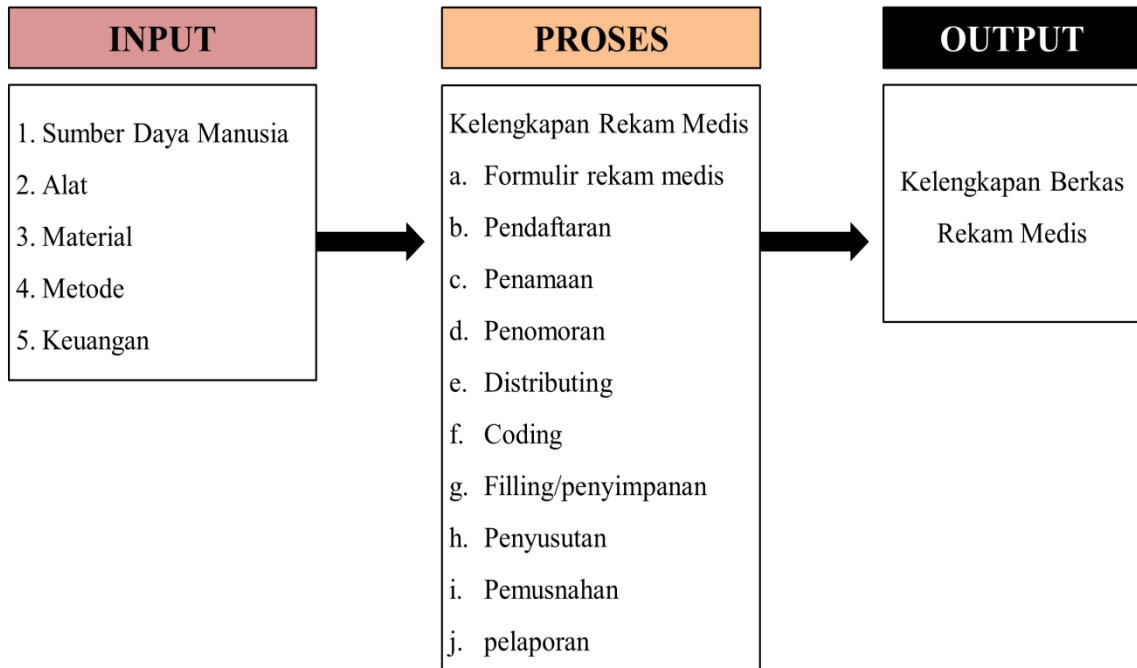 INPUT
1. Sumber Daya Manusia
2. Alat
3. Material
4. Metode
5. Keuangan
PROSES
Kelengkapan Rekam Medis
a. Formulir rekam medis
b. Pendaftaran
c. Penamaan
d. Penomoran
e. Distributing
f. Coding
g. Filling/penyimpanan
h. Penyusutan
i. Pemusnahan
j. pelaporan
OUTPUT
Kelengkapan Berkas
Rekam Medis